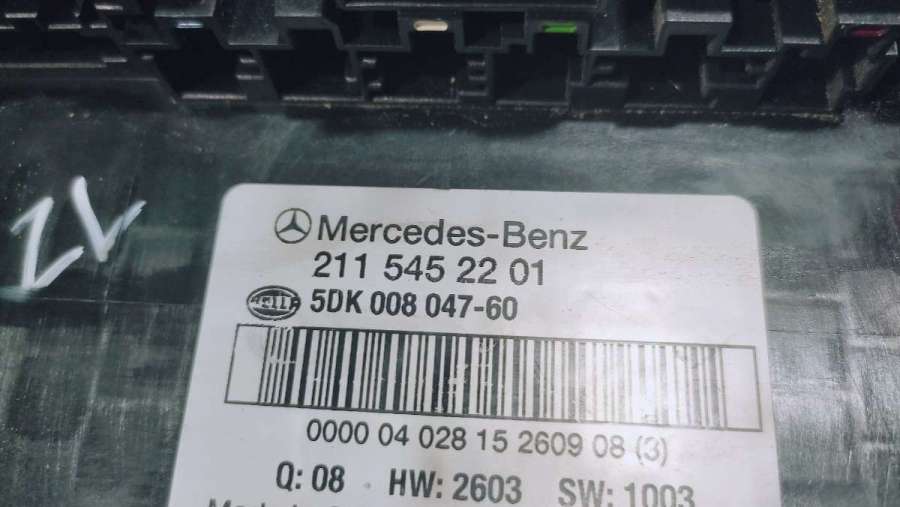 ZV
Mercedes-Benz
211 545 22 01
HELLA 5DK 008 047-60
0000 04 028 15 2609 08 (3)
Q: 08 HW: 2603 SW: 1003